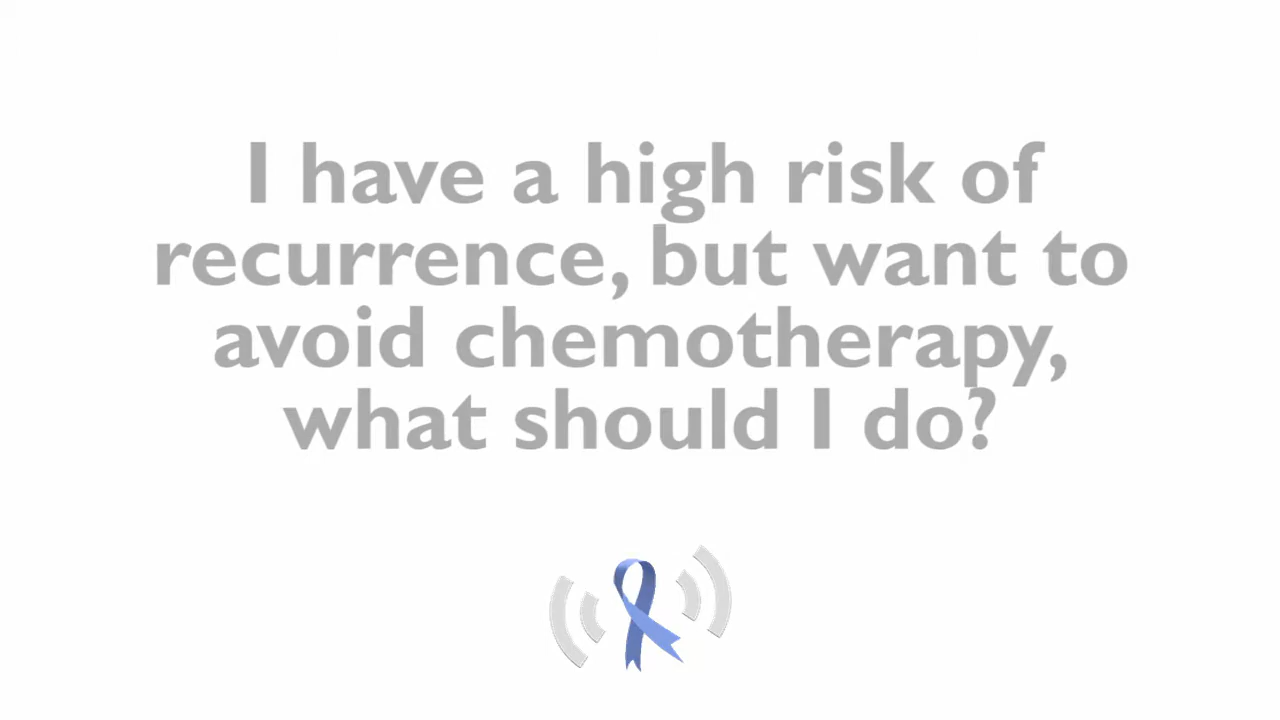 I have a high risk of
recurrence, but want to
avoid chemotherapy,
what should I do?